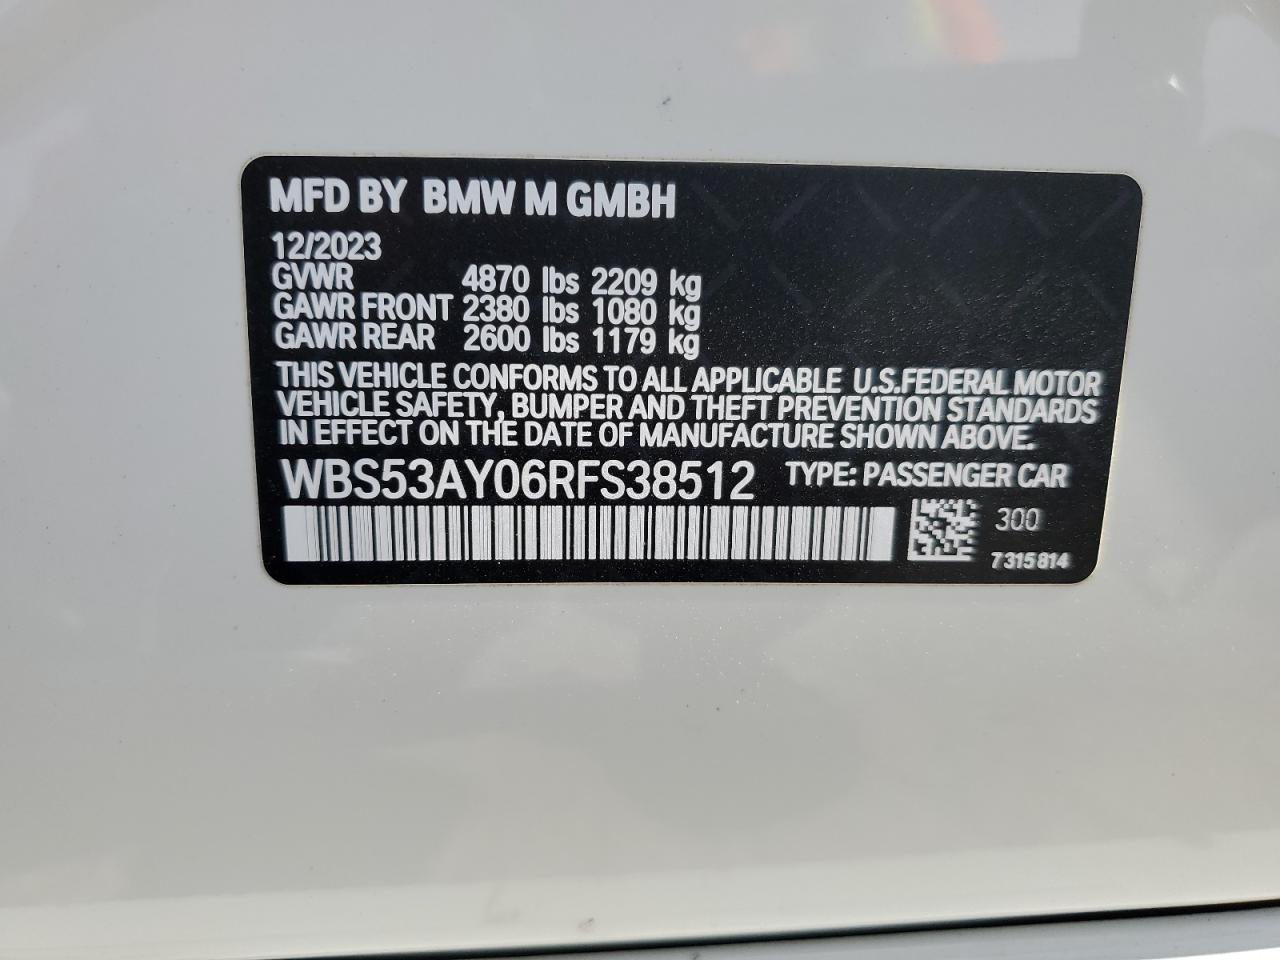 MFD BY BMW M GMBH
12/2023
GVWR 4870 lbs 2209 kg
GAWR FRONT 2380 lbs 1080 kg
GAWR REAR 2600 lbs 1179 kg
THIS VEHICLE CONFORMS TO ALL APPLICABLE U.S.FEDERAL MOTOR
VEHICLE SAFETY, BUMPER AND THEFT PREVENTION STANDARDS
IN EFFECT ON THE DATE OF MANUFACTURE SHOWN ABOVE.
WBS53AY06RFS38512 TYPE: PASSENGER CAR
300
7315814